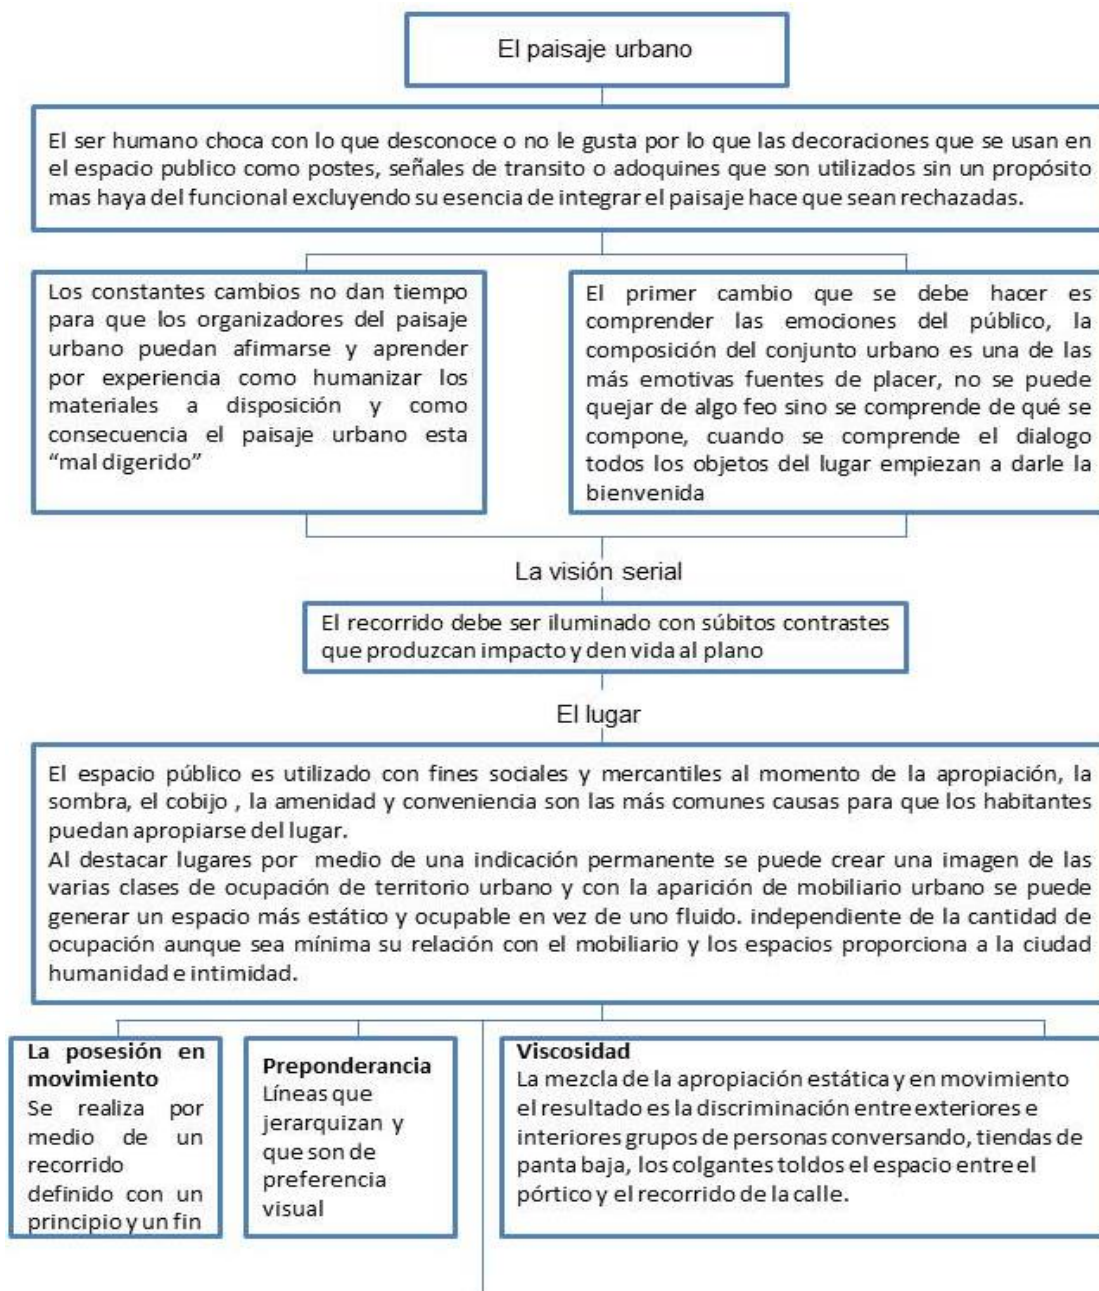 El paisaje urbano
El ser humano choca con lo que desconoce o no le gusta por lo que las decoraciones que se usan en
el espacio publico como postes, señales de transito o adoquines que son utilizados sin un propósito
mas haya del funcional excluyendo su esencia de integrar el paisaje hace que sean rechazadas.
Los constantes cambios no dan tiempo
para que los organizadores del paisaje
urbano puedan afirmarse y aprender
por experiencia como humanizar los
materiales a disposición y como
consecuencia el paisaje urbano esta
“mal digerido”
El primer cambio que se debe hacer es
comprender las emociones del público, la
composición del conjunto urbano es una de las
más emotivas fuentes de placer, no se puede
quejar de algo feo sino se comprende de qué se
compone, cuando se comprende el dialogo
todos los objetos del lugar empiezan a darle la
bienvenida
La visión serial
El recorrido debe ser iluminado con súbitos contrastes
que produzcan impacto y den vida al plano
El lugar
El espacio público es utilizado con fines sociales y mercantiles al momento de la apropiación, la
sombra, el cobijo , la amenidad y conveniencia son las más comunes causas para que los habitantes
puedan apropiarse del lugar.
Al destacar lugares por medio de una indicación permanente se puede crear una imagen de las
varias clases de ocupación de territorio urbano y con la aparición de mobiliario urbano se puede
generar un espacio más estático y ocupable en vez de uno fluido. independiente de la cantidad de
ocupación aunque sea mínima su relación con el mobiliario y los espacios proporciona a la ciudad
humanidad e intimidad.
La posesión en
movimiento
Se realiza por
medio de un
recorrido
definido con un
principio y un fin
Preponderancia
Líneas que
jerarquizan y
que son de
preferencia
visual
Viscosidad
La mezcla de la apropiación estática y en movimiento
el resultado es la discriminación entre exteriores e
interiores grupos de personas conversando, tiendas de
panta baja, los colgantes toldos el espacio entre el
pórtico y el recorrido de la calle.